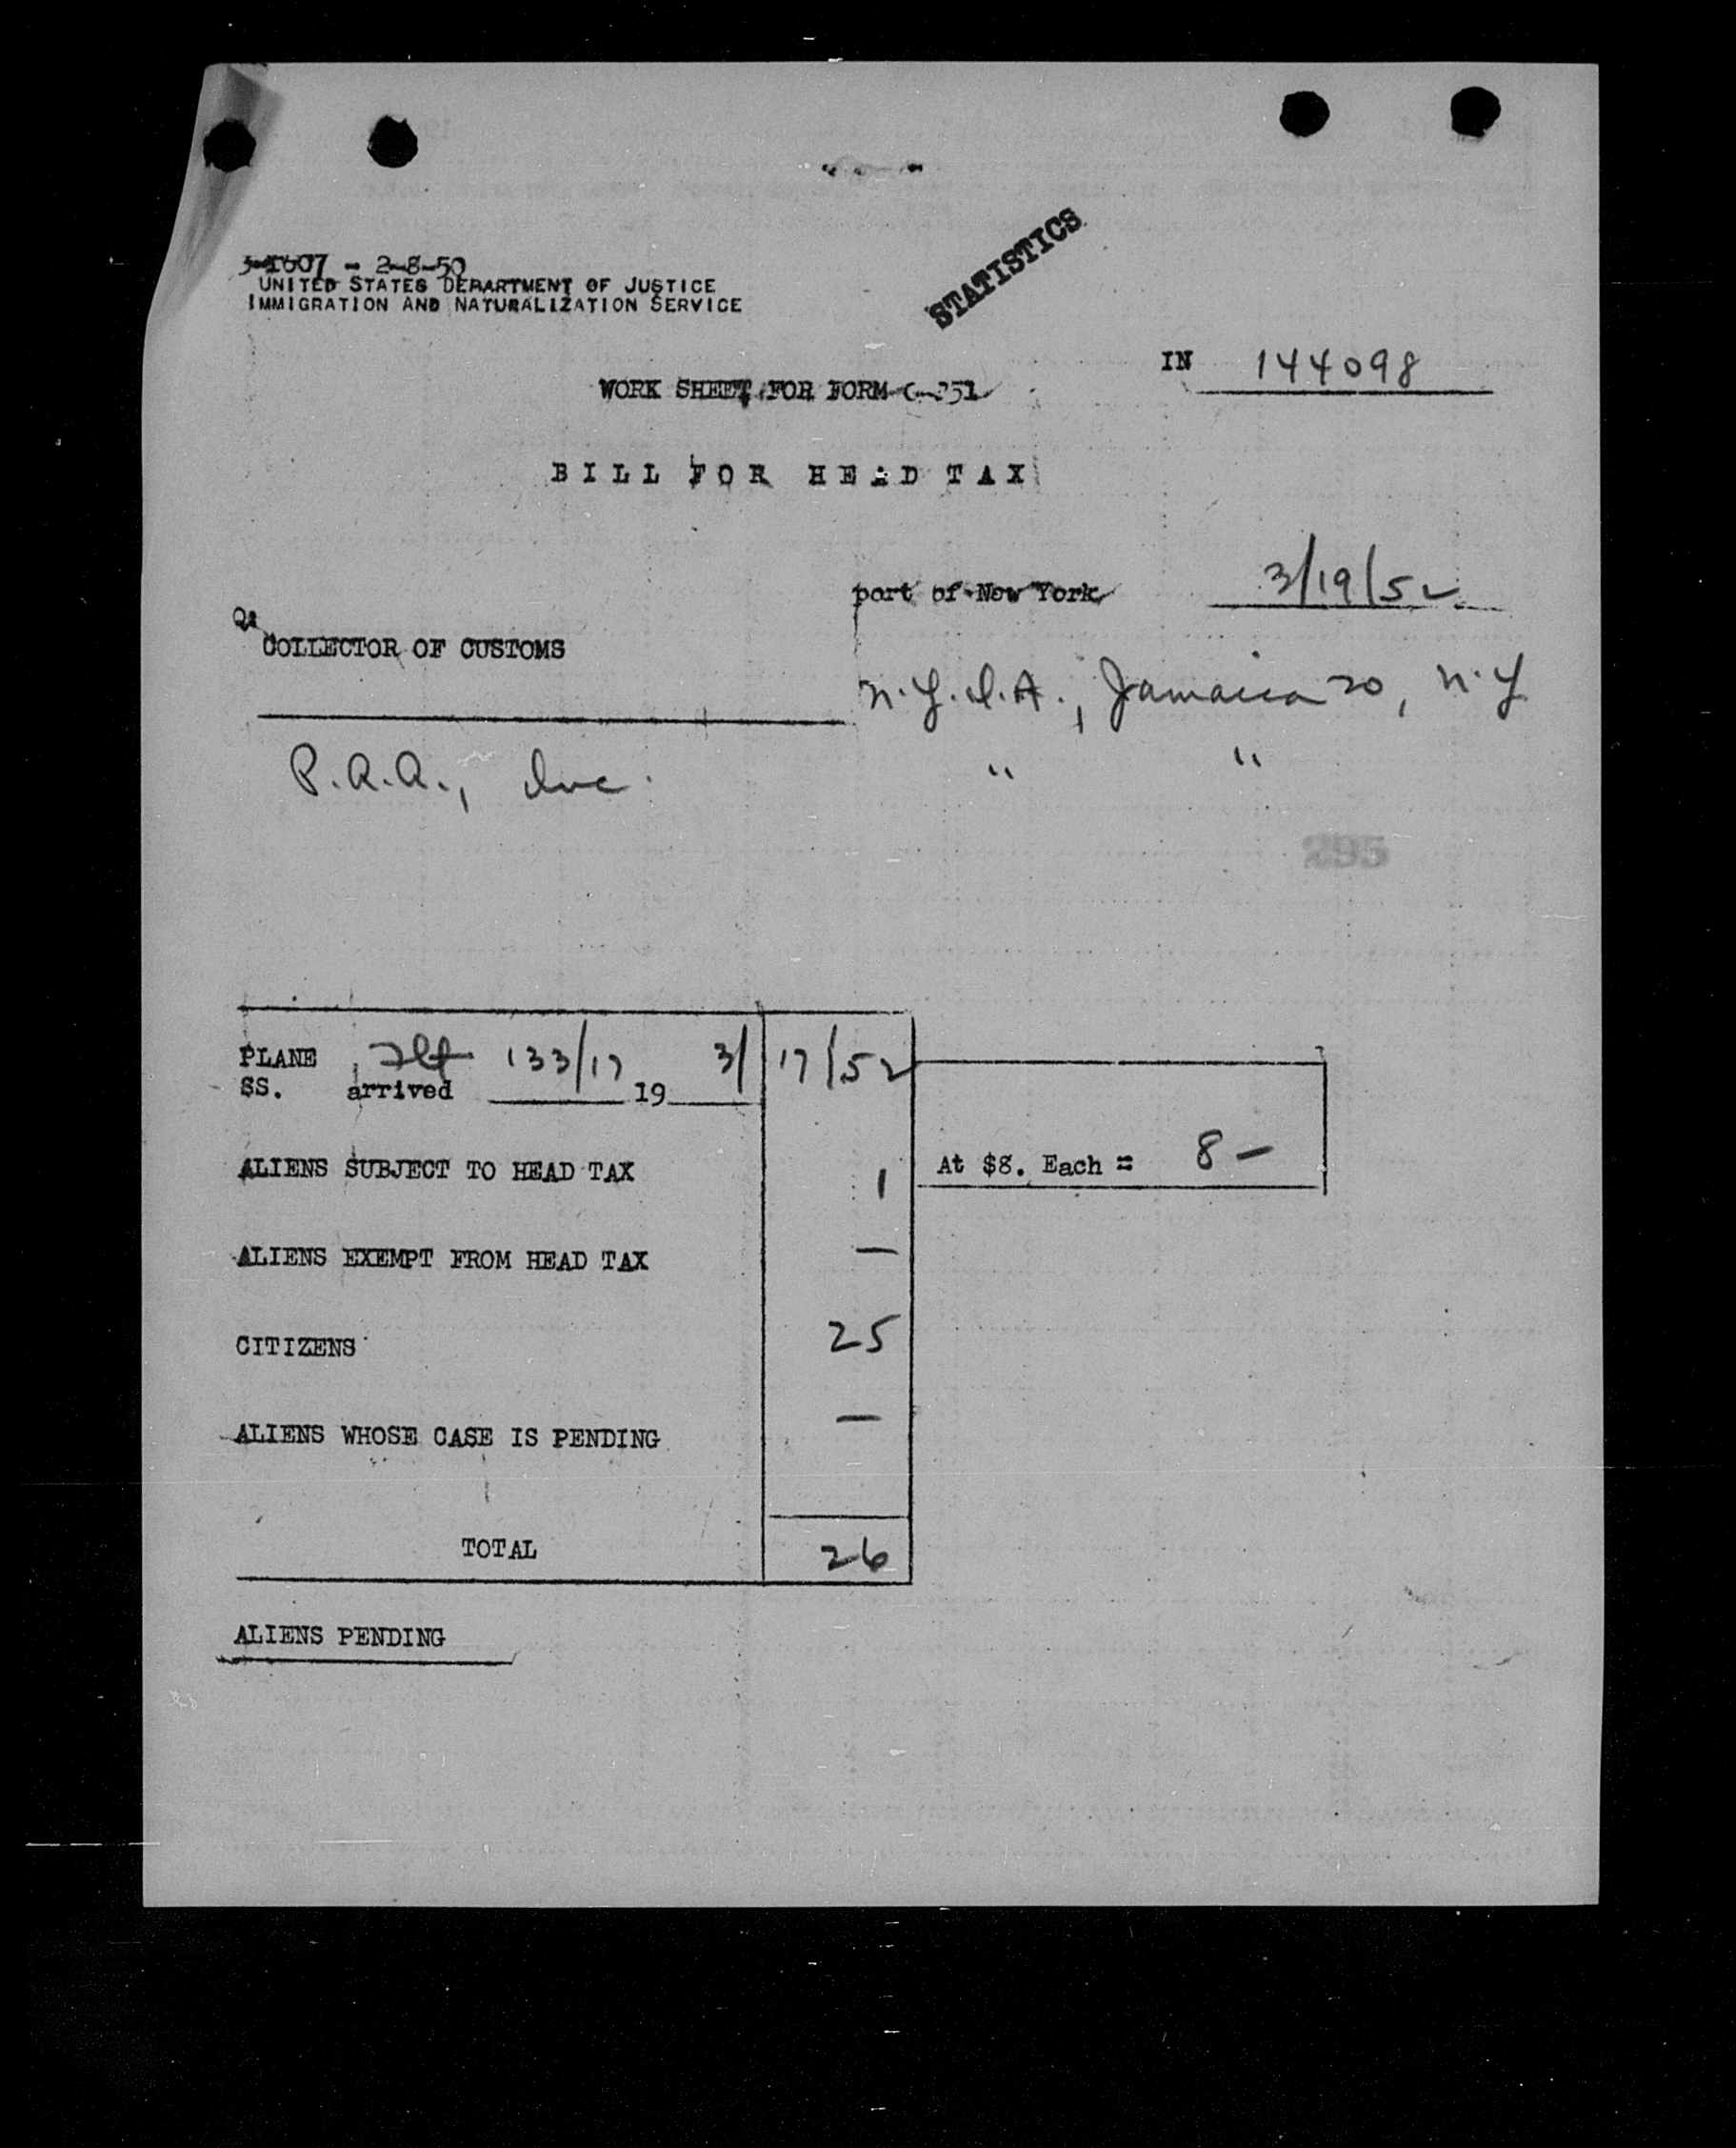 STATISTICS
3-1607 - 2-8-50
UNITED STATES DEPARTMENT OF JUSTICE
IMMIGRATION AND NATURALIZATION SERVICE
IN 144098
WORK SHEET FOR FORM
BILL FOR HEAD TAX
port of New York 3/19/52
COLLECTOR OF CUSTOMS
N.Y.I.A., Jamaica 20, N.Y
P.A.A., Inc. " "
295
PLANE Flt 133/17 3/17/52
SS. arrived 19
ALIENS SUBJECT TO HEAD TAX 1 At $8. Each = 8 —
ALIENS EXEMPT FROM HEAD TAX —
CITIZENS 25
ALIENS WHOSE CASE IS PENDING —
TOTAL 26
ALIENS PENDING